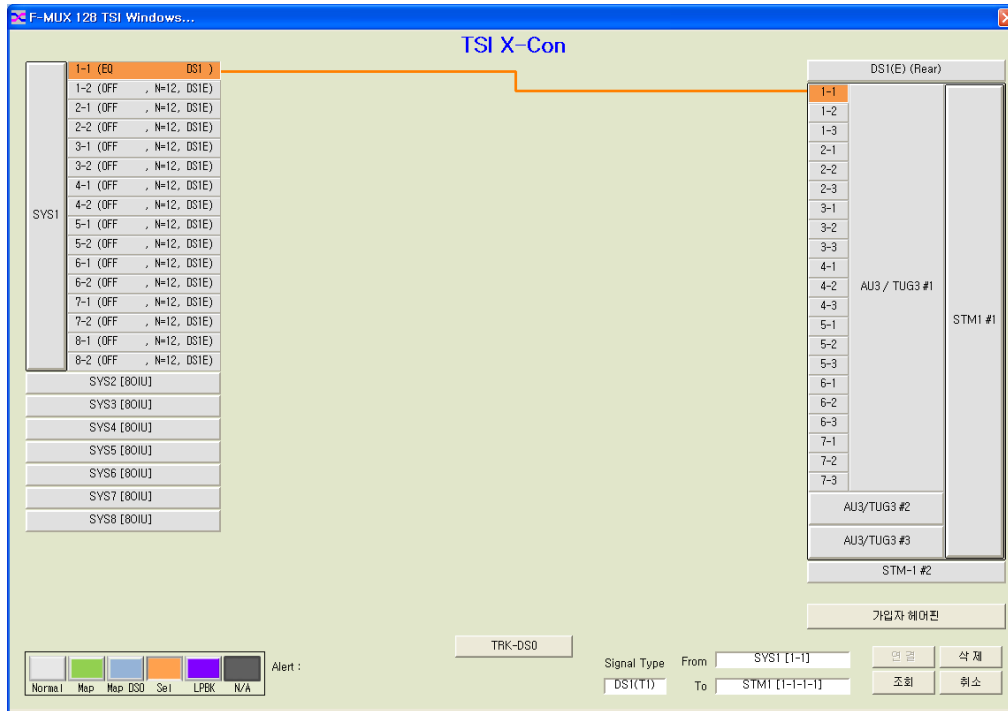 F-MUX 128 TSI Windows...
TSI X-Con
SYS1
1-1 (EQ DS1 )
1-2 (OFF , N=12, DS1E)
2-1 (OFF , N=12, DS1E)
2-2 (OFF , N=12, DS1E)
3-1 (OFF , N=12, DS1E)
3-2 (OFF , N=12, DS1E)
4-1 (OFF , N=12, DS1E)
4-2 (OFF , N=12, DS1E)
5-1 (OFF , N=12, DS1E)
5-2 (OFF , N=12, DS1E)
6-1 (OFF , N=12, DS1E)
6-2 (OFF , N=12, DS1E)
7-1 (OFF , N=12, DS1E)
7-2 (OFF , N=12, DS1E)
8-1 (OFF , N=12, DS1E)
8-2 (OFF , N=12, DS1E)
SYS2 [8OIU]
SYS3 [8OIU]
SYS4 [8OIU]
SYS5 [8OIU]
SYS6 [8OIU]
SYS7 [8OIU]
SYS8 [8OIU]
DS1(E) (Rear)
1-1
1-2
1-3
2-1
2-2
2-3
3-1
3-2
3-3
4-1
4-2
4-3
5-1
5-2
5-3
6-1
6-2
6-3
7-1
7-2
7-3
AU3 / TUG3 #1
STM1 #1
AU3/TUG3 #2
AU3/TUG3 #3
STM-1 #2
가입자 헤어핀
TRK-DS0
Normal Map Map DS0 Sel LPBK N/A
Alert :
Signal Type
DS1(T1)
From SYS1 [1-1]
To STM1 [1-1-1-1]
연결 삭제
조회 취소